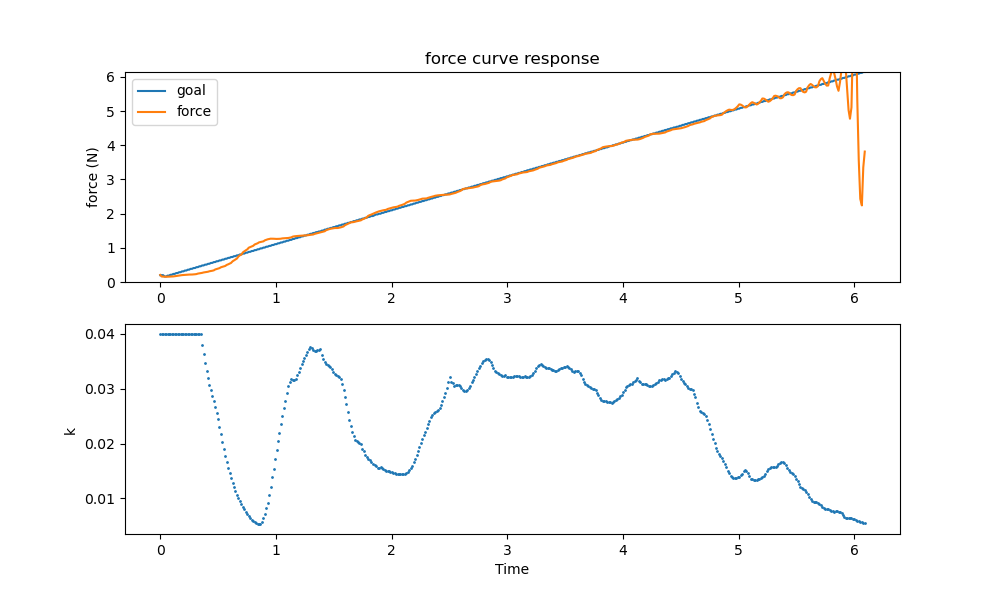 force curve response
goal
force
force (N)
6
5
4
3
2
1
0
0 1 2 3 4 5 6
k
0.04
0.03
0.02
0.01
0 1 2 3 4 5 6
Time